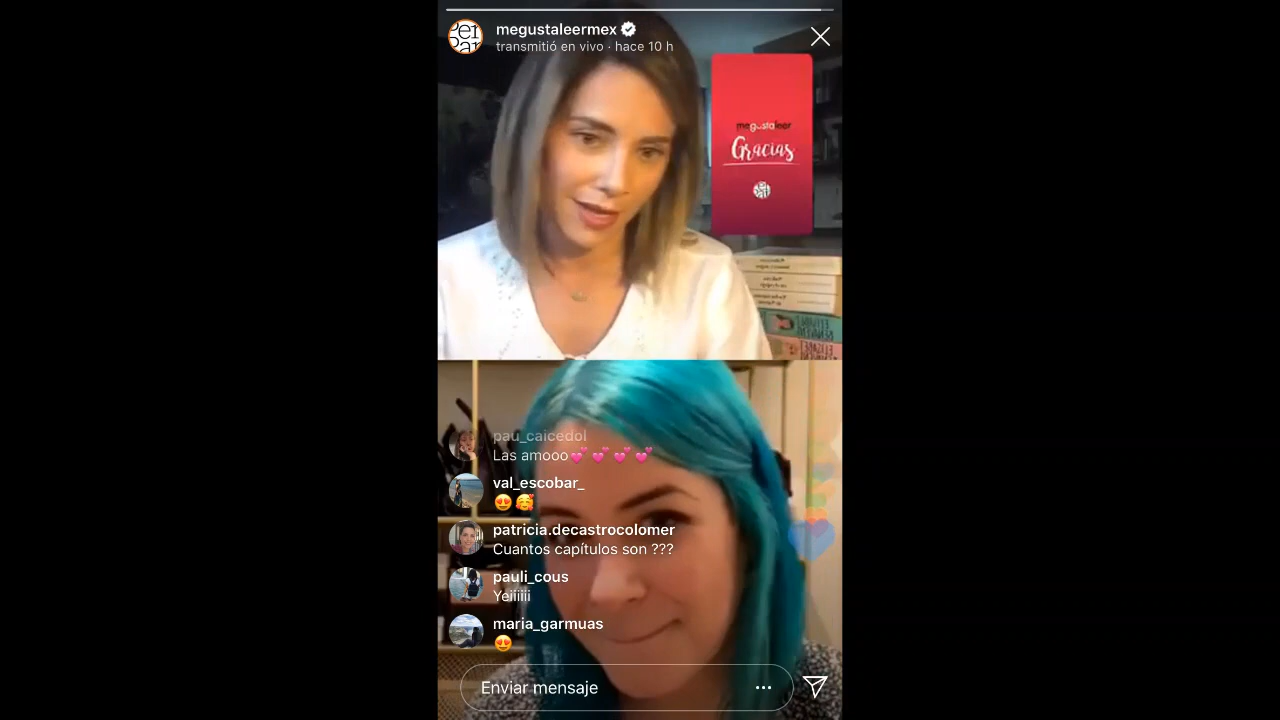 megustaleermex
transmitió en vivo · hace 10 h
megustaleer
Gracias
pau_caicedol
Las amooo💕 💕 💕 💕
val_escobar_
😍🥰
patricia.decastrocolomer
Cuantos capítulos son ???
pauli_cous
Yeiiiiii
maria_garmuas
😍
Enviar mensaje